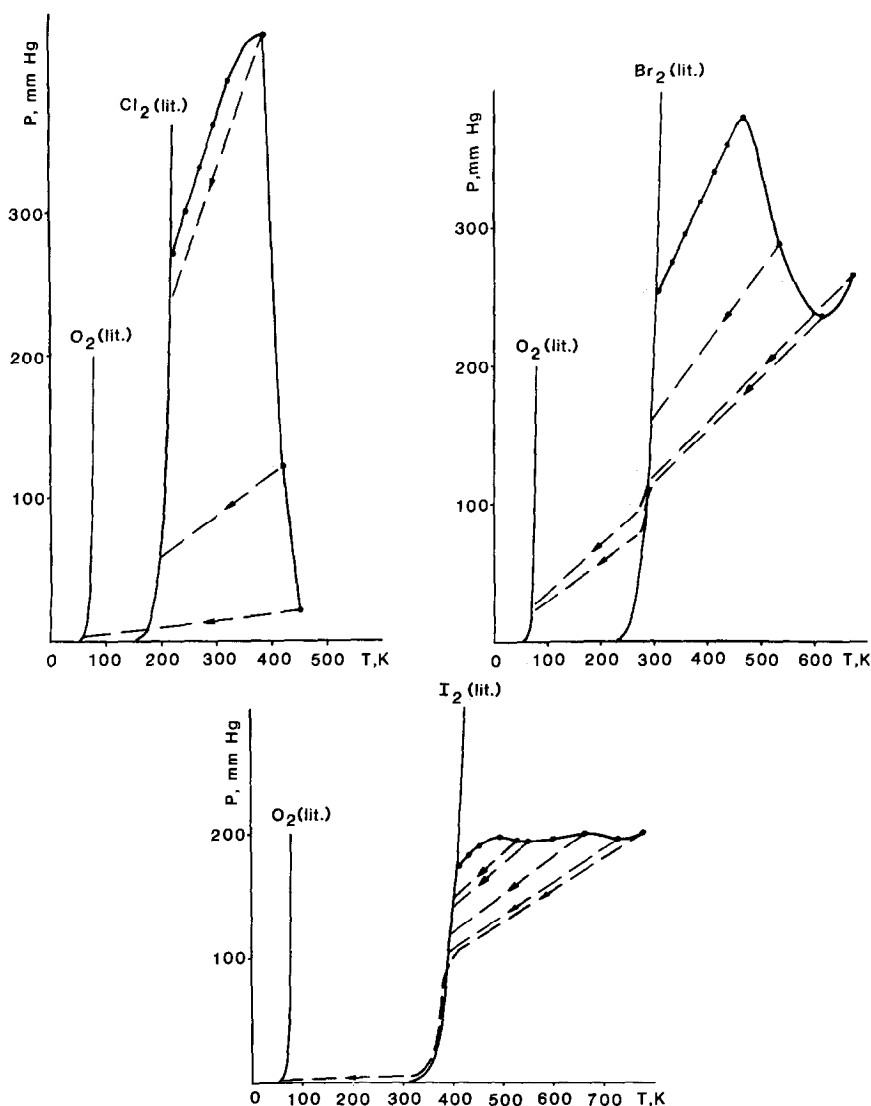 P, mm Hg
Cl2 (lit.)
O2 (lit.)
300
200
100
0 100 200 300 400 500 T,K
P,mm Hg
Br2 (lit.)
O2 (lit.)
300
200
100
0 100 200 300 400 500 600 T,K
P, mm Hg
I2 (lit.)
O2 (lit.)
200
100
0 100 200 300 400 500 600 700 T,K